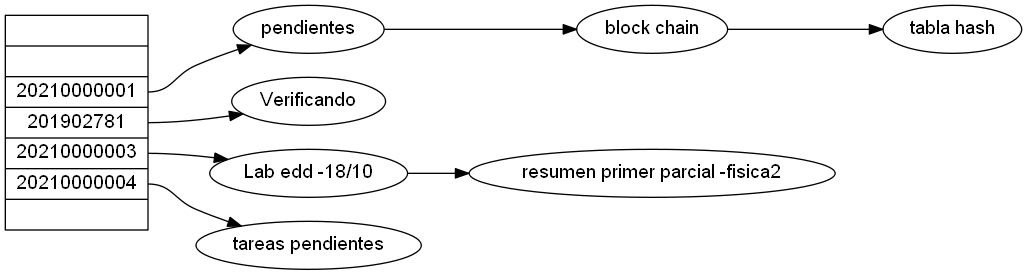 pendientes
block chain
tabla hash
20210000001
Verificando
201902781
20210000003
Lab edd -18/10
resumen primer parcial -fisica2
20210000004
tareas pendientes